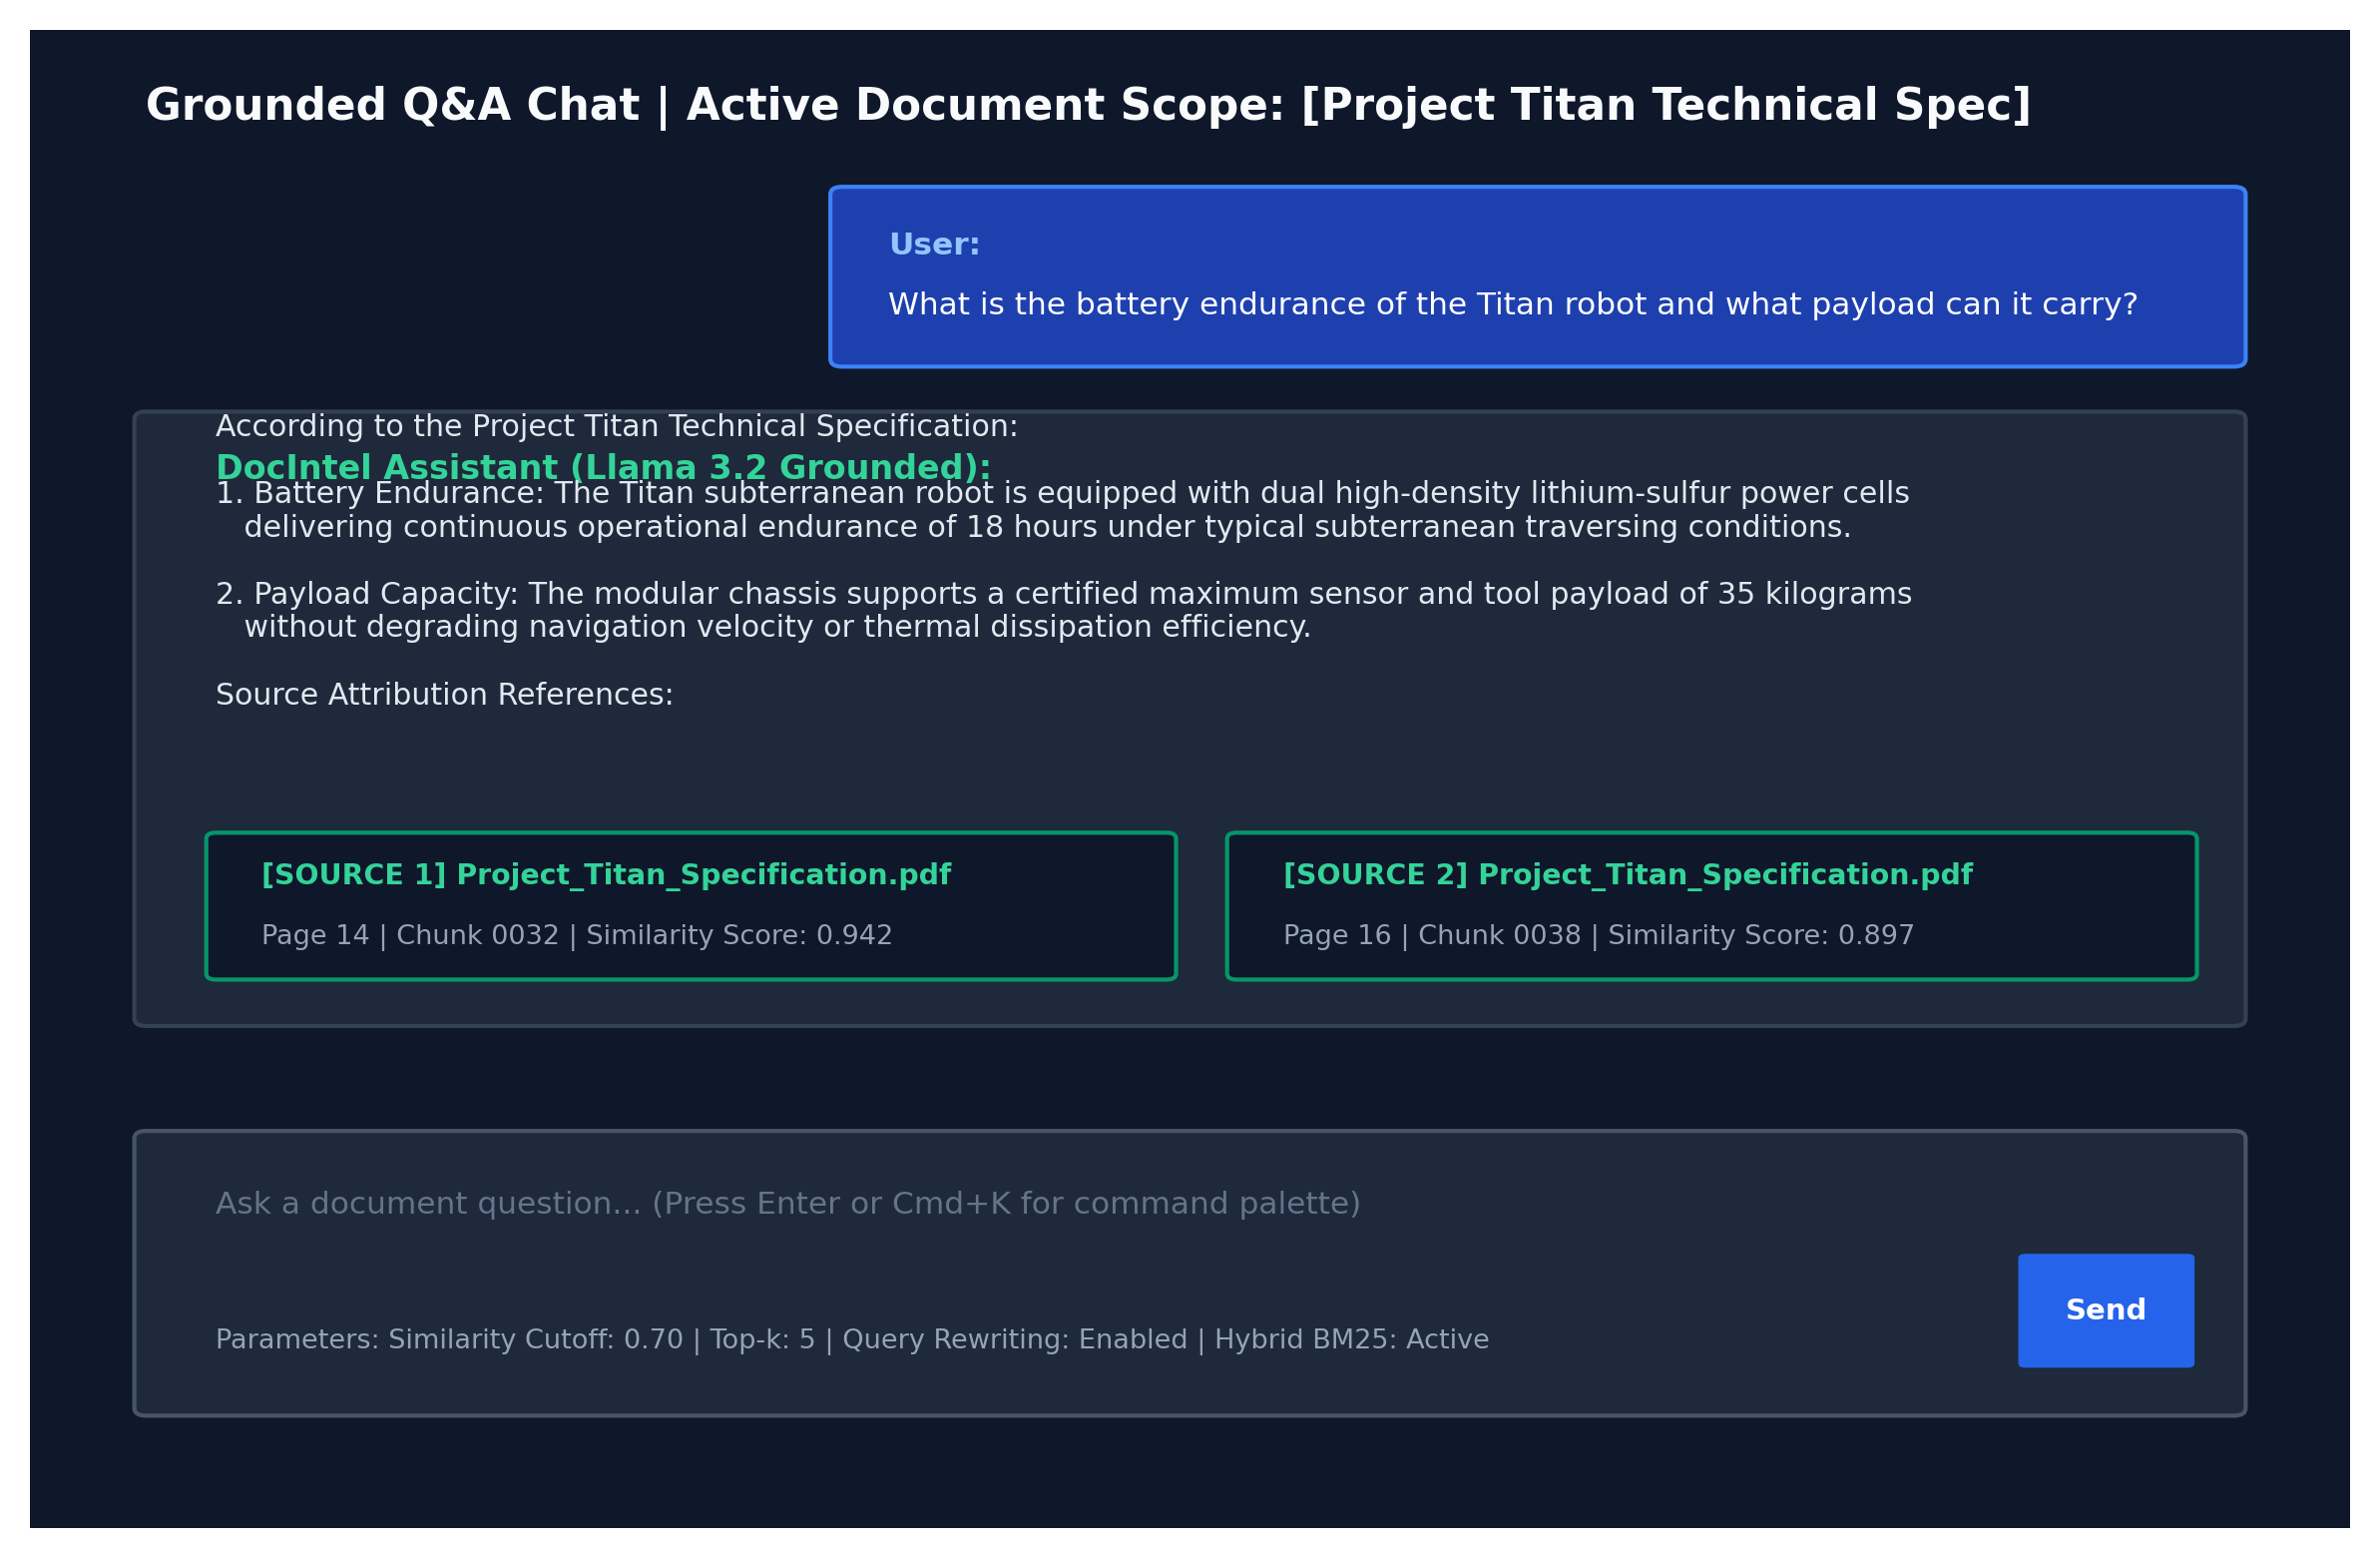 Grounded Q&A Chat | Active Document Scope: [Project Titan Technical Spec]
User:
What is the battery endurance of the Titan robot and what payload can it carry?
According to the Project Titan Technical Specification:
DocIntel Assistant (Llama 3.2 Grounded):
1. Battery Endurance: The Titan subterranean robot is equipped with dual high-density lithium-sulfur power cells
delivering continuous operational endurance of 18 hours under typical subterranean traversing conditions.
2. Payload Capacity: The modular chassis supports a certified maximum sensor and tool payload of 35 kilograms
without degrading navigation velocity or thermal dissipation efficiency.
Source Attribution References:
[SOURCE 1] Project_Titan_Specification.pdf
Page 14 | Chunk 0032 | Similarity Score: 0.942
[SOURCE 2] Project_Titan_Specification.pdf
Page 16 | Chunk 0038 | Similarity Score: 0.897
Ask a document question... (Press Enter or Cmd+K for command palette)
Parameters: Similarity Cutoff: 0.70 | Top-k: 5 | Query Rewriting: Enabled | Hybrid BM25: Active
Send